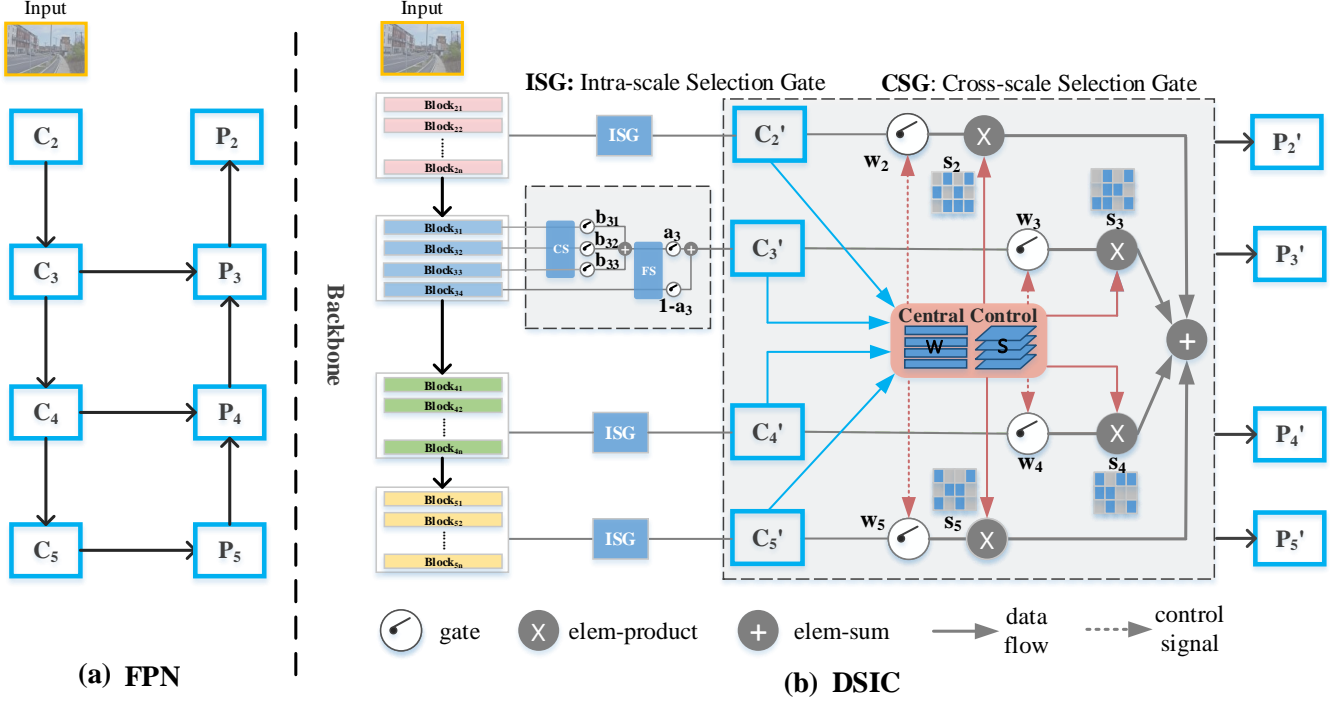 Input
C2
P2
C3
P3
C4
P4
C5
P5
(a) FPN
Backbone
Input
Block21
Block22
Block2n
Block31
Block32
Block33
Block34
Block41
Block42
Block4n
Block51
Block52
Block5n
ISG: Intra-scale Selection Gate
CSG: Cross-scale Selection Gate
ISG
CS
b31
b32
b33
+
FS
a3
+
1-a3
ISG
ISG
C2'
C3'
C4'
C5'
w2
X
s2
w3
s3
X
Central Control
W
S
+
w4
X
s4
w5
s5
X
P2'
P3'
P4'
P5'
gate
X
elem-product
+
elem-sum
data
flow
control
signal
(b) DSIC